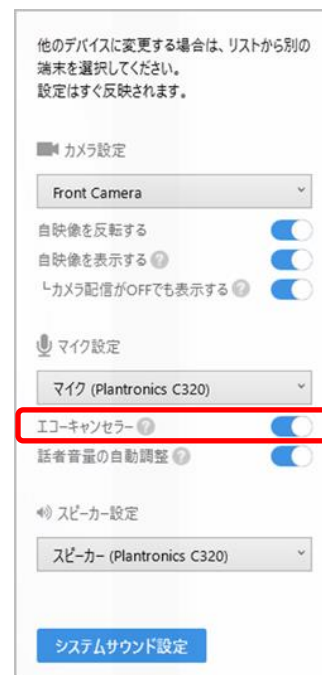 他のデバイスに変更する場合は、リストから別の
端末を選択してください。
設定はすぐ反映されます。
カメラ設定
Front Camera
自映像を反転する
自映像を表示する ?
└カメラ配信がOFFでも表示する ?
マイク設定
マイク (Plantronics C320)
エコーキャンセラー ?
話者音量の自動調整 ?
スピーカー設定
スピーカー (Plantronics C320)
システムサウンド設定